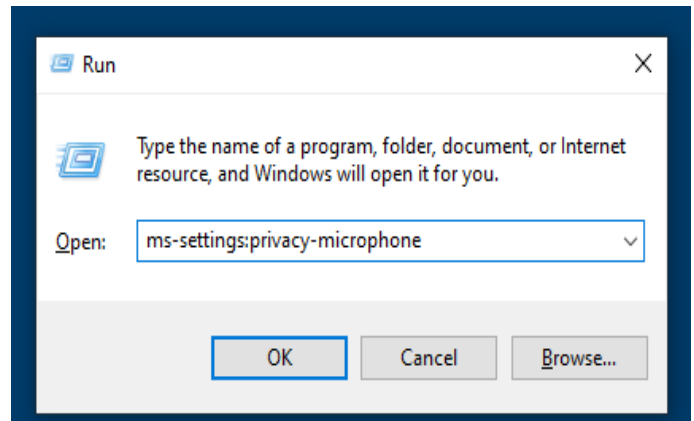 Run
Type the name of a program, folder, document, or Internet
resource, and Windows will open it for you.
Open: ms-settings:privacy-microphone
OK Cancel Browse...